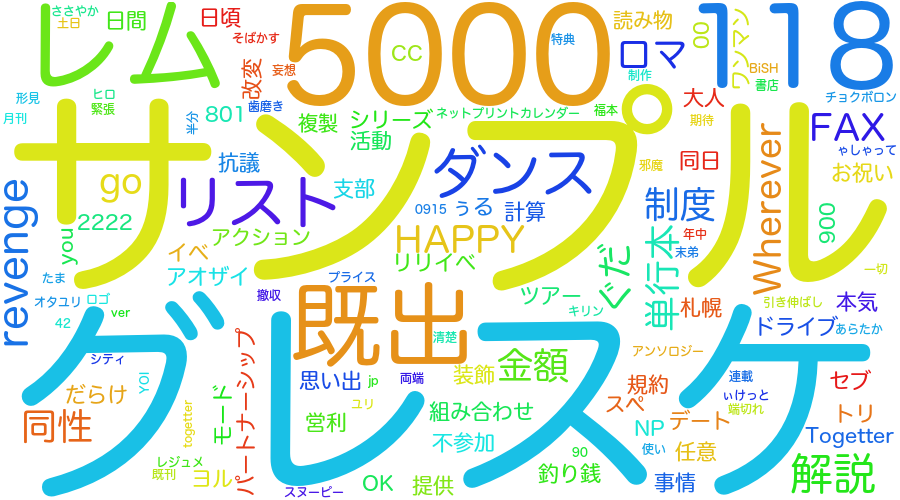 ささやか
土日
日間
レム
日頃
そばかす
5000
CC
特典
読み物
ロマ
制作
00
ワンマン
118
BiSH
書店
チョクポロン
形見
月刊
ヒロ
緊張
改変
妄想
歯磨き
半分
801
複製
シリーズ
活動
ネットプリントカレンダー
福本
大人
期待
FAX
ゃしゃって
サンプル
抗議
邪魔
同日
お祝い
revenge
go
リスト
支部
ダンス
0915
うる
計算
制度
Wherever
900
you
2222
アクション
HAPPY
リリイベ
ぐだ
単行本
年中
末弟
イベ
アオザイ
プライス
一切
たま
オタユリ
ロゴ
42
ver
撤収
既出
清楚
ツアー
キリン
札幌
引き伸ばし
本気
ドライブ
あらたか
グレスケ
シティ
YOI
パートナーシップ
思い出
jp
両端
装飾
金額
アンソロジー
連載
セブ
だらけ
モード
営利
ユリ
組み合わせ
スペ
規約
ぃけっと
端切れ
同性
togetter
不参加
NP
デート
トリ
Togetter
レジュメ
既刊
ヨル
スヌーピー
OK
提供
90
釣り銭
使い
任意
事情
解説